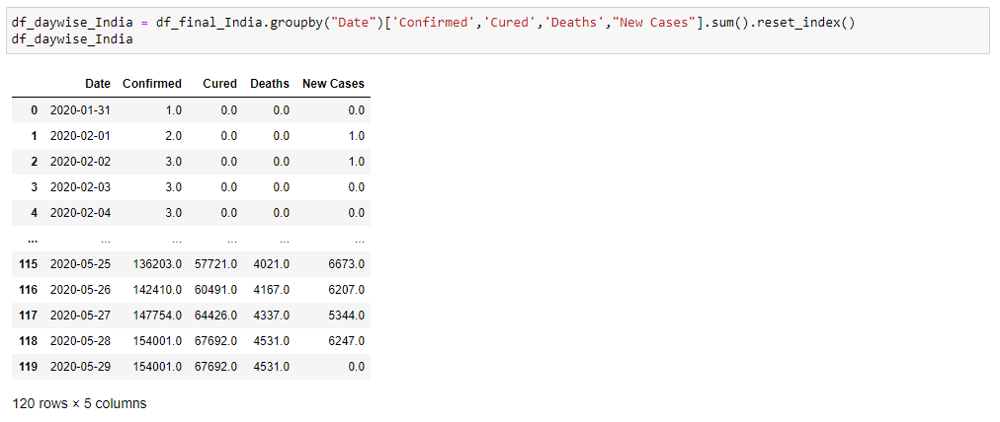 df_daywise_India = df_final_India.groupby("Date")['Confirmed','Cured','Deaths',"New Cases"].sum().reset_index()
df_daywise_India
Date Confirmed Cured Deaths New Cases
0 2020-01-31 1.0 0.0 0.0 0.0
1 2020-02-01 2.0 0.0 0.0 1.0
2 2020-02-02 3.0 0.0 0.0 1.0
3 2020-02-03 3.0 0.0 0.0 0.0
4 2020-02-04 3.0 0.0 0.0 0.0
... ... ... ... ... ...
115 2020-05-25 136203.0 57721.0 4021.0 6673.0
116 2020-05-26 142410.0 60491.0 4167.0 6207.0
117 2020-05-27 147754.0 64426.0 4337.0 5344.0
118 2020-05-28 154001.0 67692.0 4531.0 6247.0
119 2020-05-29 154001.0 67692.0 4531.0 0.0
120 rows × 5 columns